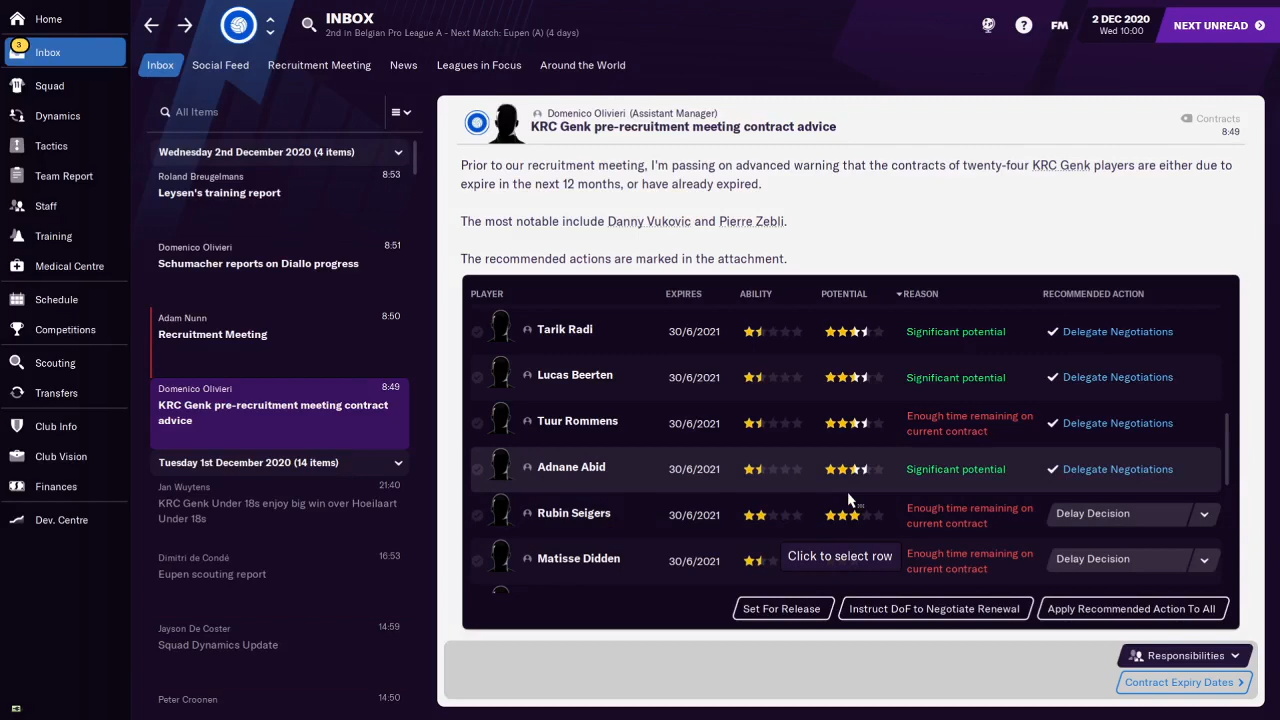 Home
INBOX
2nd in Belgian Pro League A - Next Match: Eupen (A) (4 days)
FM
2 DEC 2020
Wed 10:00
NEXT UNREAD
3
Inbox
Squad
Dynamics
Tactics
Team Report
Staff
Training
Medical Centre
Schedule
Competitions
Scouting
Transfers
Club Info
Club Vision
Finances
Dev. Centre
Inbox
Social Feed
Recruitment Meeting
News
Leagues in Focus
Around the World
All Items
Wednesday 2nd December 2020 (4 items)
Roland Breugelmans
8:53
Leysen's training report
Domenico Olivieri
8:51
Schumacher reports on Diallo progress
Adam Nunn
8:50
Recruitment Meeting
Domenico Olivieri
8:49
KRC Genk pre-recruitment meeting contract
advice
Tuesday 1st December 2020 (14 items)
Jan Wuytens
21:40
KRC Genk Under 18s enjoy big win over Hoeilaart
Under 18s
Dimitri de Condé
16:53
Eupen scouting report
Jayson De Coster
14:59
Squad Dynamics Update
Peter Croonen
14:50
Domenico Olivieri (Assistant Manager)
KRC Genk pre-recruitment meeting contract advice
Contracts
8:49
Prior to our recruitment meeting, I'm passing on advanced warning that the contracts of twenty-four KRC Genk players are either due to
expire in the next 12 months, or have already expired.
The most notable include Danny Vukovic and Pierre Zebli.
The recommended actions are marked in the attachment.
PLAYER EXPIRES ABILITY POTENTIAL REASON RECOMMENDED ACTION
Tarik Radi 30/6/2021 Significant potential Delegate Negotiations
Lucas Beerten 30/6/2021 Significant potential Delegate Negotiations
Tuur Rommens 30/6/2021 Enough time remaining on
current contract Delegate Negotiations
Adnane Abid 30/6/2021 Significant potential Delegate Negotiations
Rubin Seigers 30/6/2021 Enough time remaining on
current contract Delay Decision
Matisse Didden 30/6/2021 Enough time remaining on
current contract Delay Decision
Click to select row
Set For Release
Instruct DoF to Negotiate Renewal
Apply Recommended Action To All
Responsibilities
Contract Expiry Dates